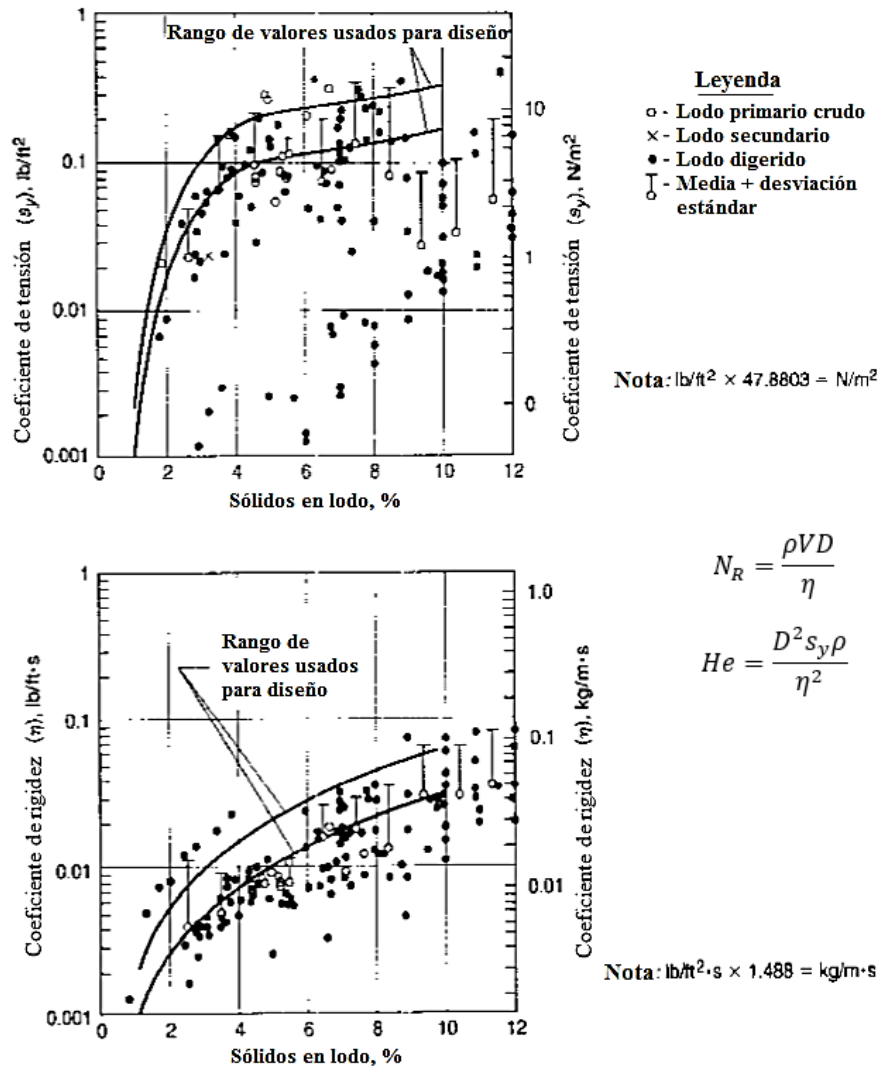 Rango de valores usados para diseño
Coeficiente de tensión (s_y), lb/ft²
1
0.1
0.01
0.001
0 2 4 6 8 10 12
Sólidos en lodo, %
10
1
0
Coeficiente de tensión (s_y), N/m²
Leyenda
o - Lodo primario crudo
× - Lodo secundario
● - Lodo digerido
- Media + desviación
estándar
Nota: lb/ft² × 47.8803 = N/m²
Rango de
valores usados
para diseño
Coeficiente de rigidez (η), lb/ft·s
1
0.1
0.01
0.001
0 2 4 6 8 10 12
Sólidos en lodo, %
1.0
0.1
0.01
Coeficiente de rigidez (η), kg/m·s
N_R = ρVD / η
He = D² s_y ρ / η²
Nota: lb/ft²·s × 1.488 = kg/m·s